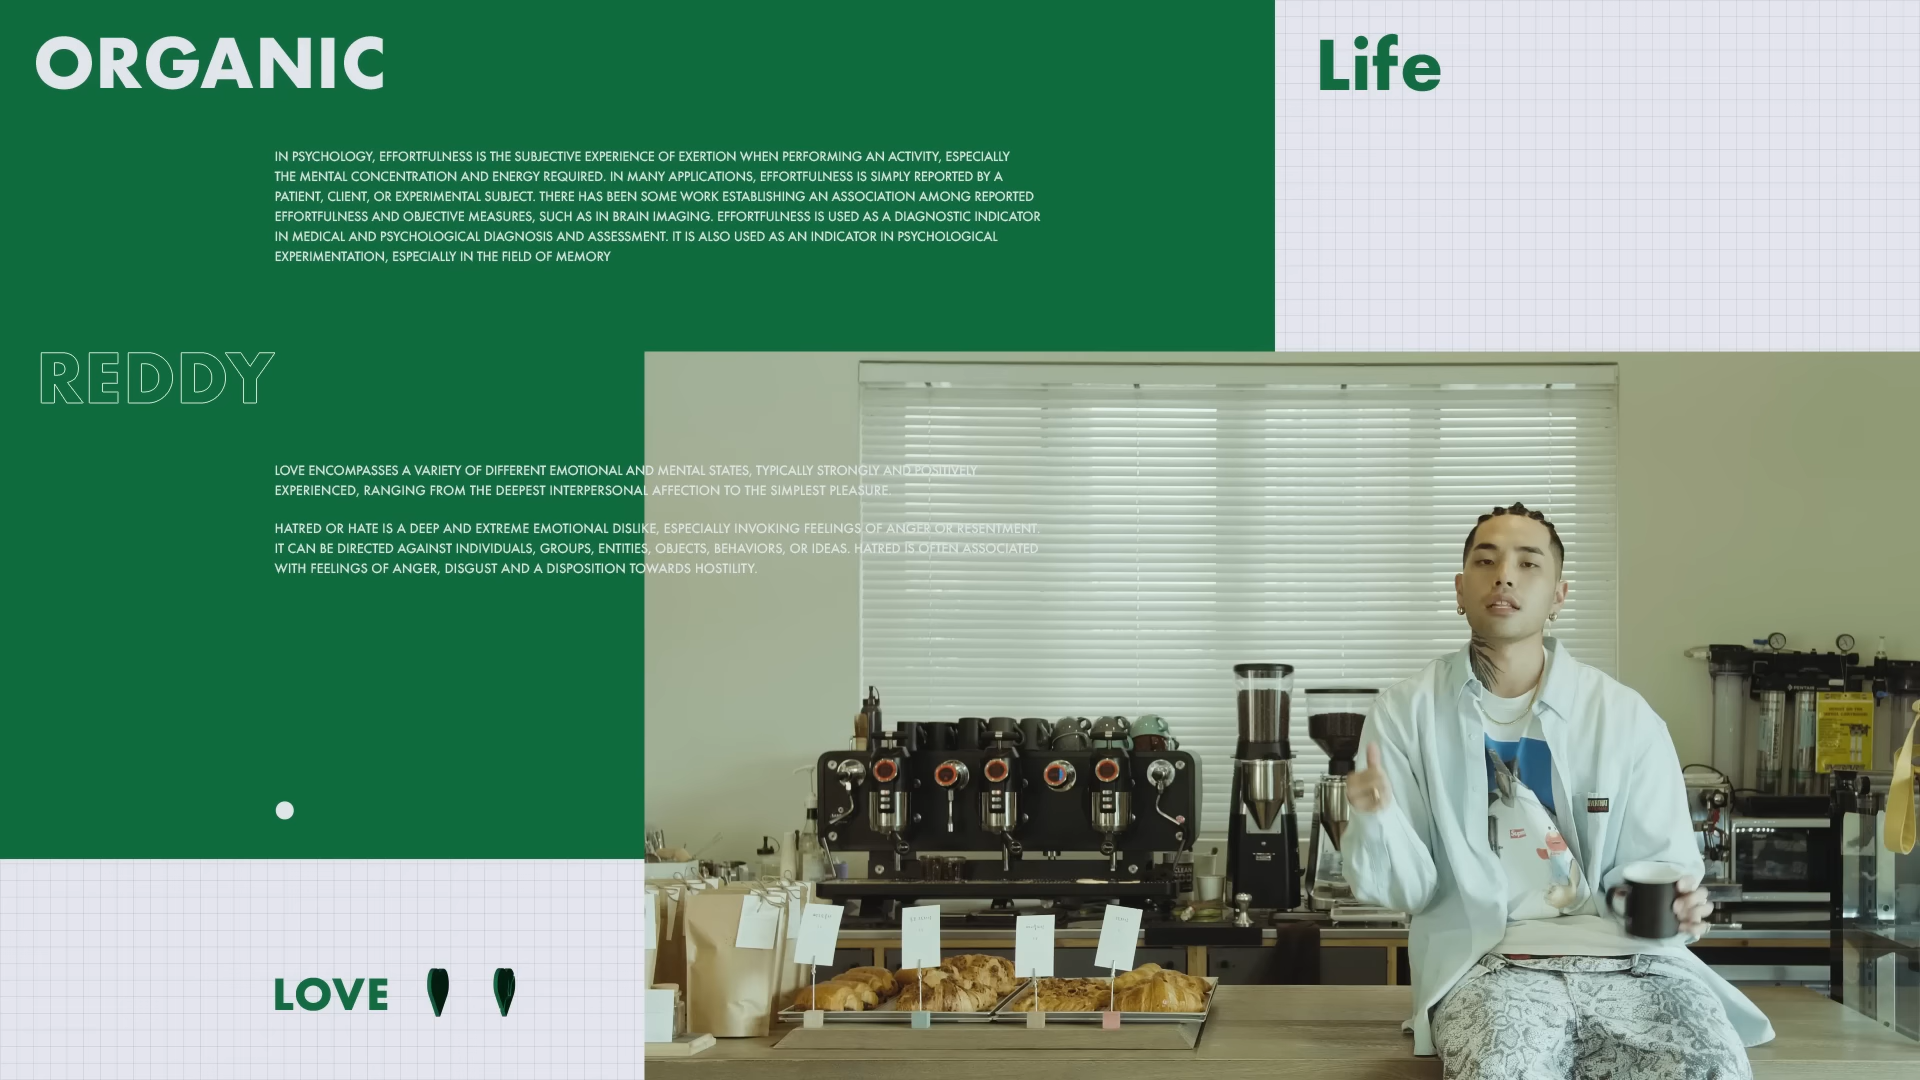 ORGANIC
Life
IN PSYCHOLOGY, EFFORTFULNESS IS THE SUBJECTIVE EXPERIENCE OF EXERTION WHEN PERFORMING AN ACTIVITY, ESPECIALLY
THE MENTAL CONCENTRATION AND ENERGY REQUIRED. IN MANY APPLICATIONS, EFFORTFULNESS IS SIMPLY REPORTED BY A
PATIENT, CLIENT, OR EXPERIMENTAL SUBJECT. THERE HAS BEEN SOME WORK ESTABLISHING AN ASSOCIATION AMONG REPORTED
EFFORTFULNESS AND OBJECTIVE MEASURES, SUCH AS IN BRAIN IMAGING. EFFORTFULNESS IS USED AS A DIAGNOSTIC INDICATOR
IN MEDICAL AND PSYCHOLOGICAL DIAGNOSIS AND ASSESSMENT. IT IS ALSO USED AS AN INDICATOR IN PSYCHOLOGICAL
EXPERIMENTATION, ESPECIALLY IN THE FIELD OF MEMORY
REDDY
LOVE ENCOMPASSES A VARIETY OF DIFFERENT EMOTIONAL AND MENTAL STATES, TYPICALLY STRONGLY AND POSITIVELY
EXPERIENCED, RANGING FROM THE DEEPEST INTERPERSONAL AFFECTION TO THE SIMPLEST PLEASURE.
HATRED OR HATE IS A DEEP AND EXTREME EMOTIONAL DISLIKE, ESPECIALLY INVOKING FEELINGS OF ANGER OR RESENTMENT.
IT CAN BE DIRECTED AGAINST INDIVIDUALS, GROUPS, ENTITIES, OBJECTS, BEHAVIORS, OR IDEAS. HATRED IS OFTEN ASSOCIATED
WITH FEELINGS OF ANGER, DISGUST AND A DISPOSITION TOWARDS HOSTILITY.
PENTAIR
Supreme
LOVE